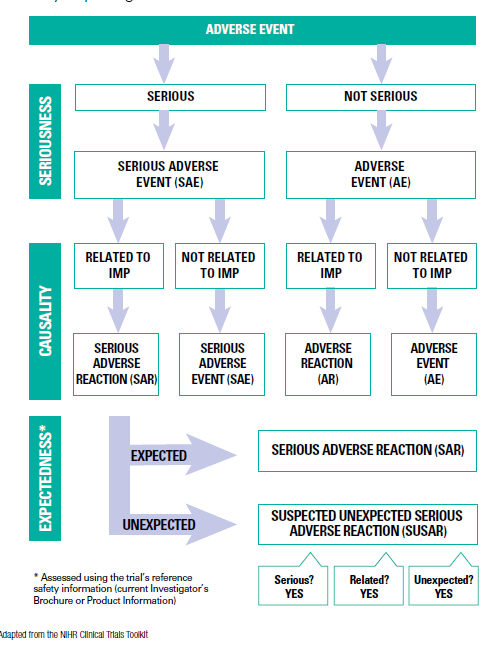 ADVERSE EVENT
SERIOUSNESS
SERIOUS
NOT SERIOUS
SERIOUS ADVERSE
EVENT (SAE)
ADVERSE
EVENT (AE)
CAUSALITY
RELATED TO
IMP
NOT RELATED
TO IMP
RELATED TO
IMP
NOT RELATED
TO IMP
SERIOUS
ADVERSE
REACTION (SAR)
SERIOUS
ADVERSE
EVENT (SAE)
ADVERSE
REACTION
(AR)
ADVERSE
EVENT
(AE)
EXPECTEDNESS*
EXPECTED
SERIOUS ADVERSE REACTION (SAR)
UNEXPECTED
SUSPECTED UNEXPECTED SERIOUS
ADVERSE REACTION (SUSAR)
Serious?
YES
Related?
YES
Unexpected?
YES
* Assessed using the trial's reference
safety information (current Investigator's
Brochure or Product Information)
Adapted from the NIHR Clinical Trials Toolkit